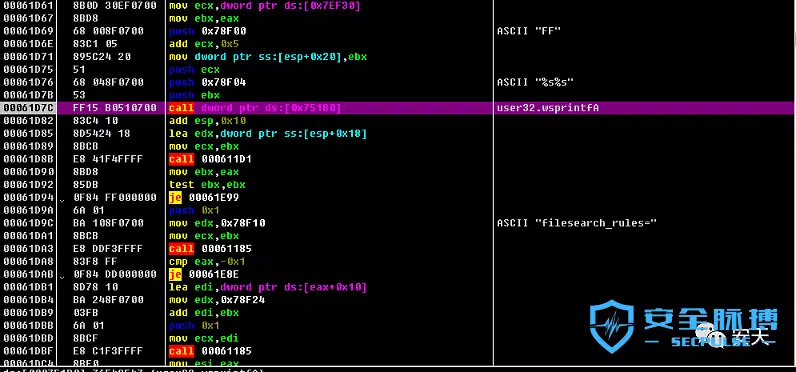 00061D61 8B0D 30EF0700 mov ecx,dword ptr ds:[0x7EF30]
00061D67 8BD8 mov ebx,eax
00061D69 68 008F0700 push 0x78F00 ASCII "FF"
00061D6E 83C1 05 add ecx,0x5
00061D71 895C24 20 mov dword ptr ss:[esp+0x20],ebx
00061D75 51 push ecx
00061D76 68 048F0700 push 0x78F04 ASCII "%s%s"
00061D7B 53 push ebx
00061D7C FF15 B0510700 call dword ptr ds:[0x751B0] user32.wsprintfA
00061D82 83C4 10 add esp,0x10
00061D85 8D5424 18 lea edx,dword ptr ss:[esp+0x18]
00061D89 8BCB mov ecx,ebx
00061D8B E8 41F4FFFF call 000611D1
00061D90 8BD8 mov ebx,eax
00061D92 85DB test ebx,ebx
00061D94 0F84 FF000000 je 00061E99
00061D9A 6A 01 push 0x1
00061D9C BA 108F0700 mov edx,0x78F10 ASCII "filesearch_rules="
00061DA1 8BCB mov ecx,ebx
00061DA3 E8 DDF3FFFF call 00061185
00061DA8 83F8 FF cmp eax,-0x1
00061DAB 0F84 DD000000 je 00061E8E
00061DB1 8D78 10 lea edi,dword ptr ds:[eax+0x10]
00061DB4 BA 248F0700 mov edx,0x78F24
00061DB9 03FB add edi,ebx
00061DBB 6A 01 push 0x1
00061DBD 8BCF mov ecx,edi
00061DBF E8 C1F3FFFF call 00061185
00061DC4 8BF0 mov esi,eax
安全脉搏
SECPULSE
安天